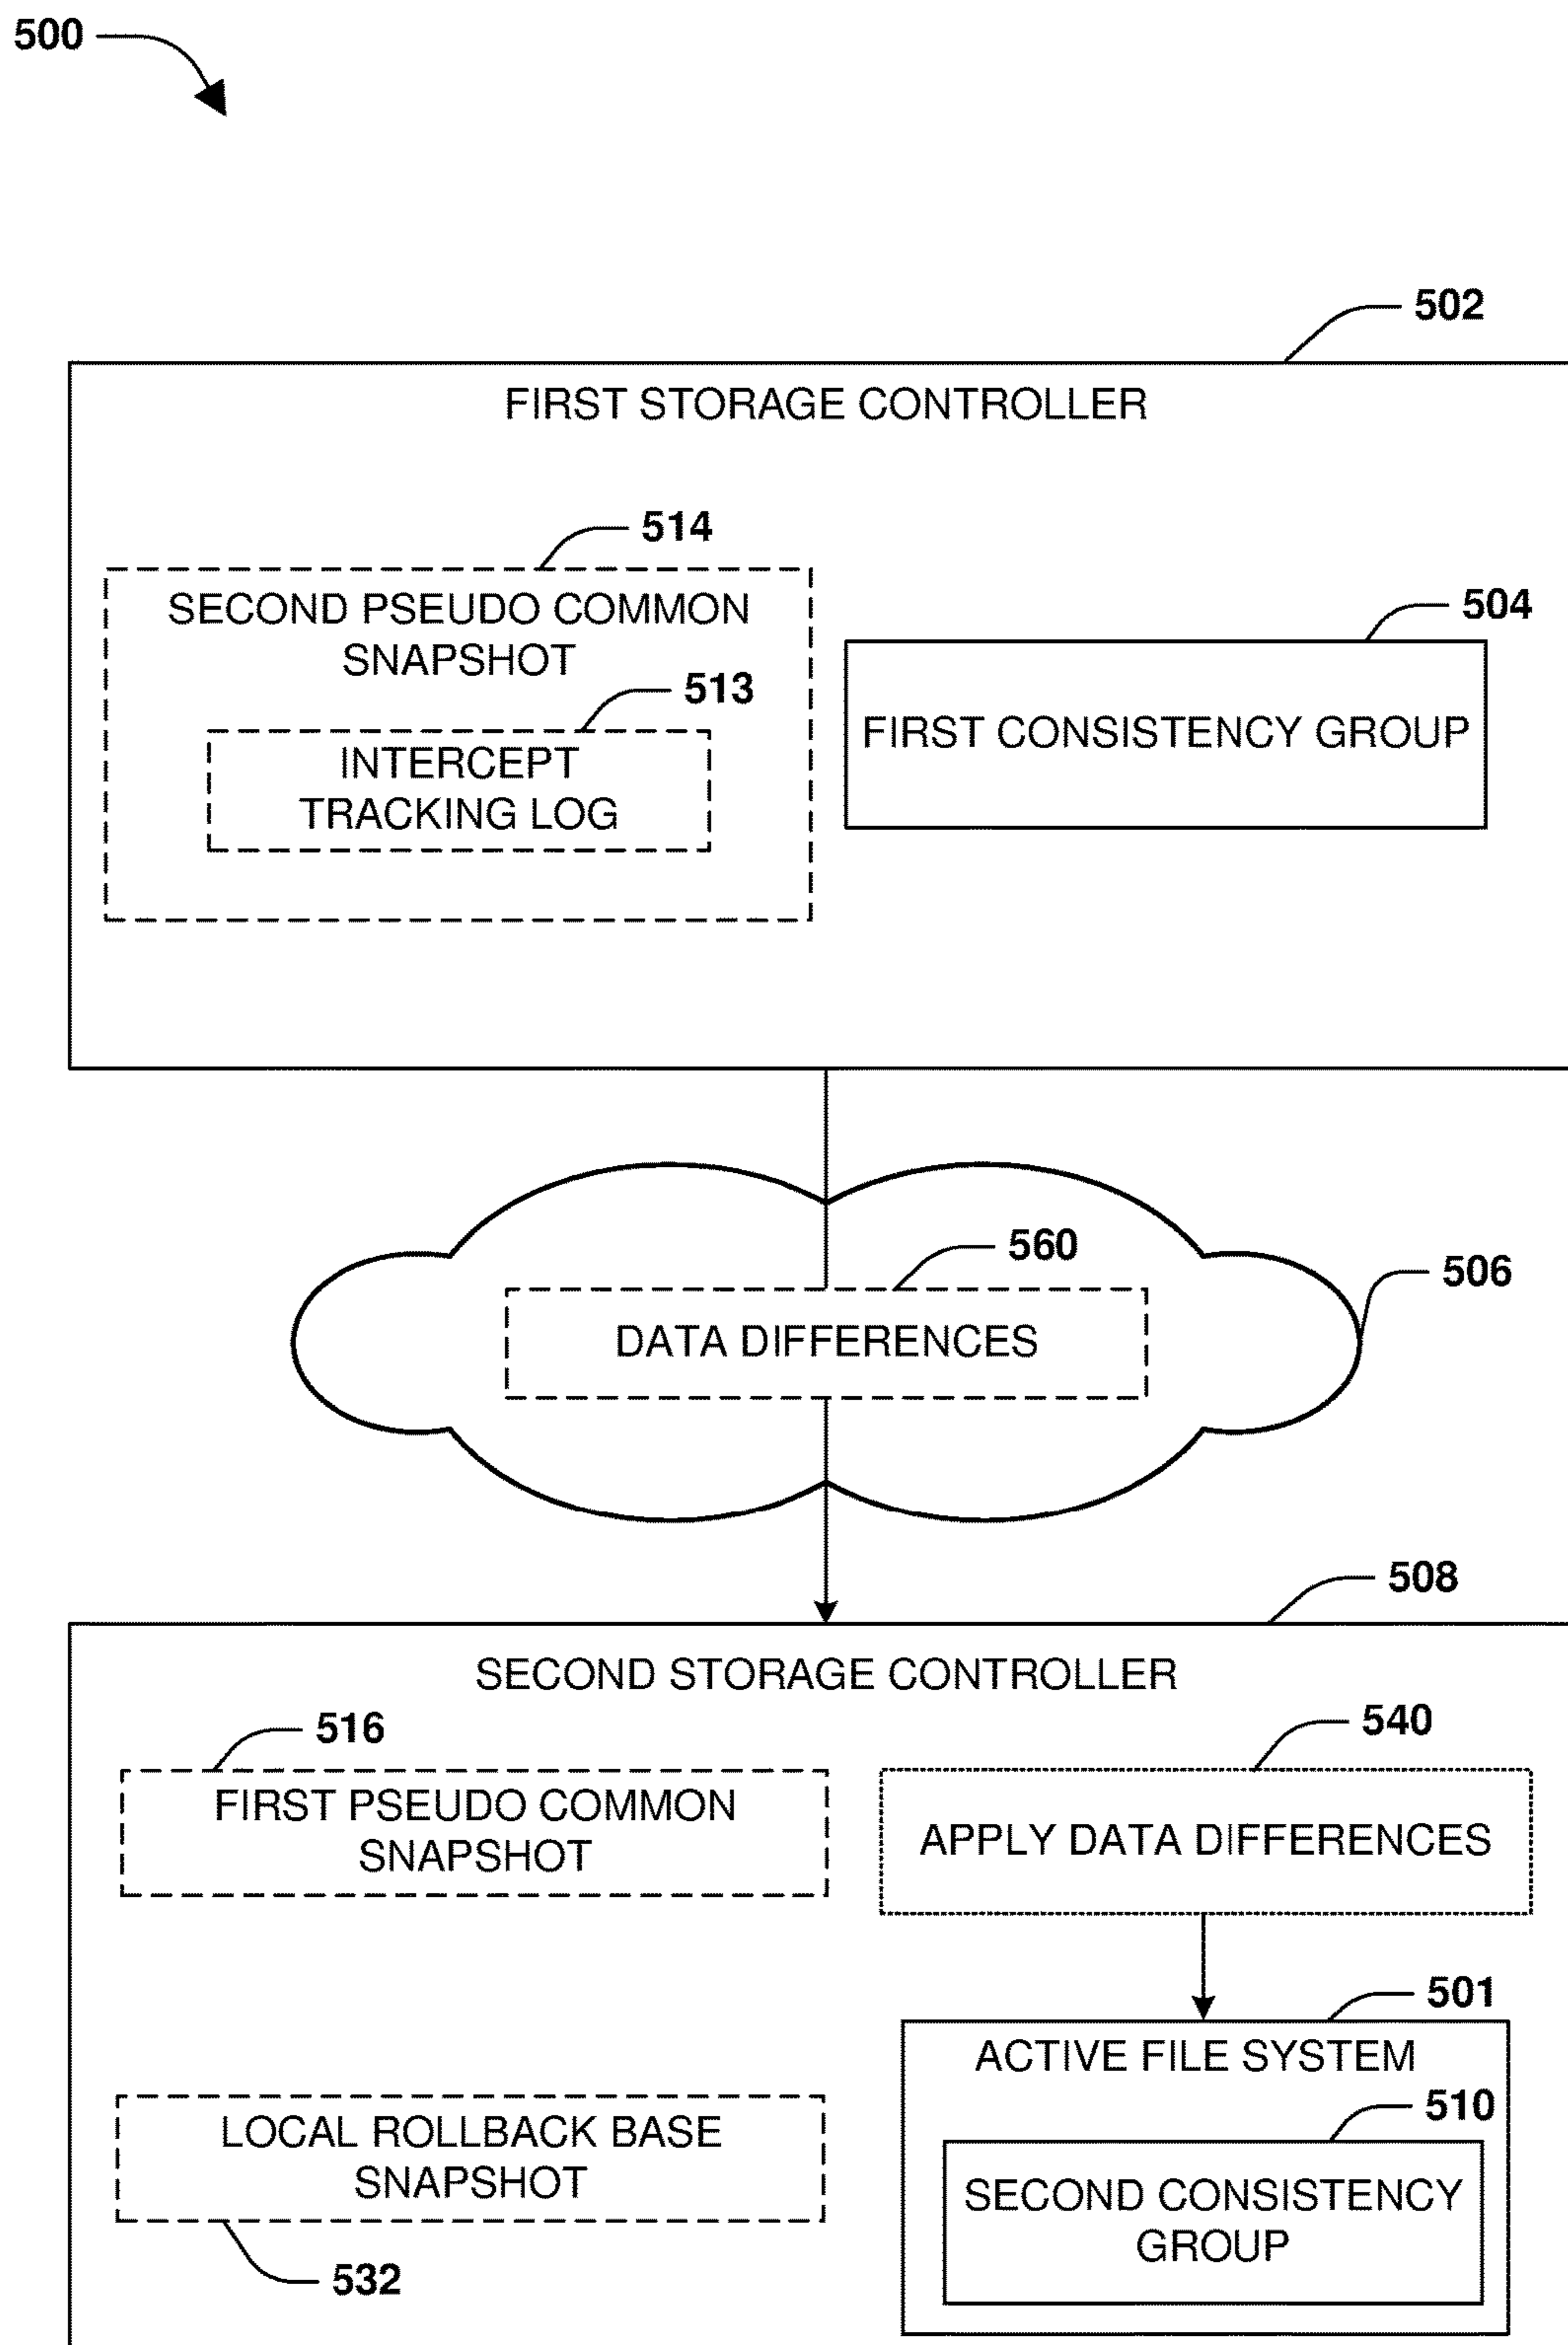 500
502
FIRST STORAGE CONTROLLER
514
SECOND PSEUDO COMMON
SNAPSHOT
504
513
FIRST CONSISTENCY GROUP
INTERCEPT
TRACKING LOG
560
506
DATA DIFFERENCES
508
SECOND STORAGE CONTROLLER
516
540
FIRST PSEUDO COMMON
SNAPSHOT
APPLY DATA DIFFERENCES
501
ACTIVE FILE SYSTEM
510
LOCAL ROLLBACK BASE
SNAPSHOT
SECOND CONSISTENCY
GROUP
532